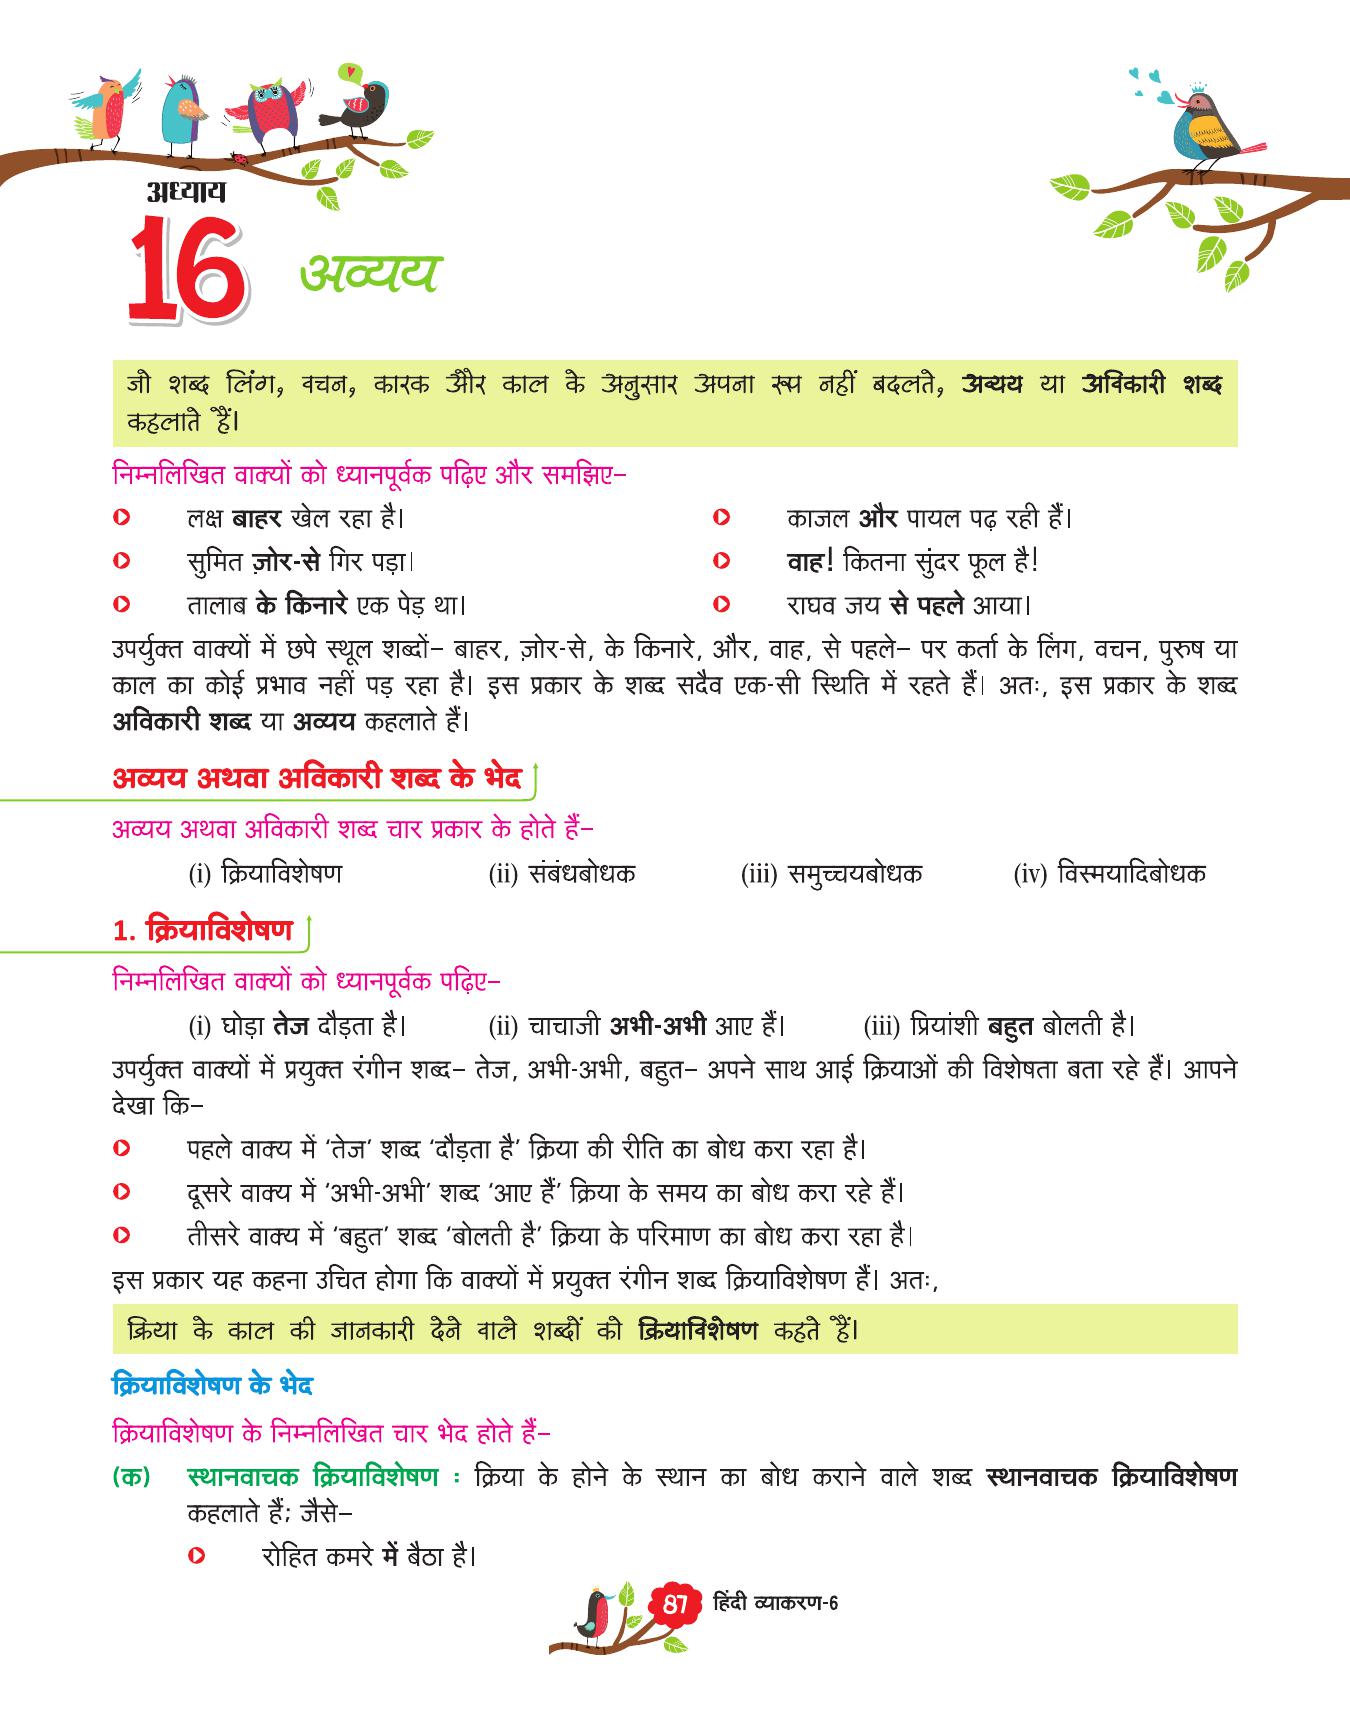 अध्याय
16
अव्यय
जो शब्द लिंग, वचन, कारक और काल के अनुसार अपना रूप नहीं बदलते, अव्यय या अविकारी शब्द
कहलाते हैं।
निम्नलिखित वाक्यों को ध्यानपूर्वक पढ़िए और समझिए–
लक्ष बाहर खेल रहा है।
काजल और पायल पढ़ रही हैं।
सुमित ज़ोर-से गिर पड़ा।
वाह! कितना सुंदर फूल है!
तालाब के किनारे एक पेड़ था।
राघव जय से पहले आया।
उपर्युक्त वाक्यों में छपे स्थूल शब्दों– बाहर, ज़ोर-से, के किनारे, और, वाह, से पहले– पर कर्ता के लिंग, वचन, पुरुष या
काल का कोई प्रभाव नहीं पड़ रहा है। इस प्रकार के शब्द सदैव एक-सी स्थिति में रहते हैं। अतः, इस प्रकार के शब्द
अविकारी शब्द या अव्यय कहलाते हैं।
अव्यय अथवा अविकारी शब्द के भेद
अव्यय अथवा अविकारी शब्द चार प्रकार के होते हैं–
(i) क्रियाविशेषण (ii) संबंधबोधक (iii) समुच्चयबोधक (iv) विस्मयादिबोधक
1. क्रियाविशेषण
निम्नलिखित वाक्यों को ध्यानपूर्वक पढ़िए–
(i) घोड़ा तेज दौड़ता है। (ii) चाचाजी अभी-अभी आए हैं। (iii) प्रियांशी बहुत बोलती है।
उपर्युक्त वाक्यों में प्रयुक्त रंगीन शब्द– तेज, अभी-अभी, बहुत– अपने साथ आई क्रियाओं की विशेषता बता रहे हैं। आपने
देखा कि–
पहले वाक्य में ‘तेज’ शब्द ‘दौड़ता है’ क्रिया की रीति का बोध करा रहा है।
दूसरे वाक्य में ‘अभी-अभी’ शब्द ‘आए हैं’ क्रिया के समय का बोध करा रहे हैं।
तीसरे वाक्य में ‘बहुत’ शब्द ‘बोलती है’ क्रिया के परिमाण का बोध करा रहा है।
इस प्रकार यह कहना उचित होगा कि वाक्यों में प्रयुक्त रंगीन शब्द क्रियाविशेषण हैं। अतः,
क्रिया के काल की जानकारी देने वाले शब्दों को क्रियाविशेषण कहते हैं।
क्रियाविशेषण के भेद
क्रियाविशेषण के निम्नलिखित चार भेद होते हैं–
(क) स्थानवाचक क्रियाविशेषण : क्रिया के होने के स्थान का बोध कराने वाले शब्द स्थानवाचक क्रियाविशेषण
कहलाते हैं; जैसे–
रोहित कमरे में बैठा है।
87 हिंदी व्याकरण-6